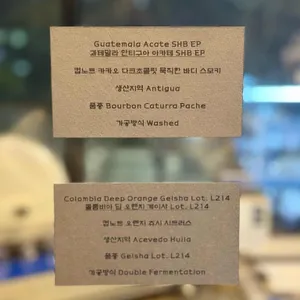 Guatemala Acate SHB EP
과테말라 안티구아 아카테 SHB EP
컵노트 카카오 다크초콜릿 묵직한 바디 스모키
생산지역 Antigua
품종 Bourbon Caturra Pache
가공방식 Washed
Colombia Deep Orange Geisha Lot. L214
콜롬비아 딥 오렌지 게이샤 Lot. L214
컵노트 오렌지 쥬시 시트러스
생산지역 Acevedo Huila
품종 Geisha Lot. L214
가공방식 Double Fermentation